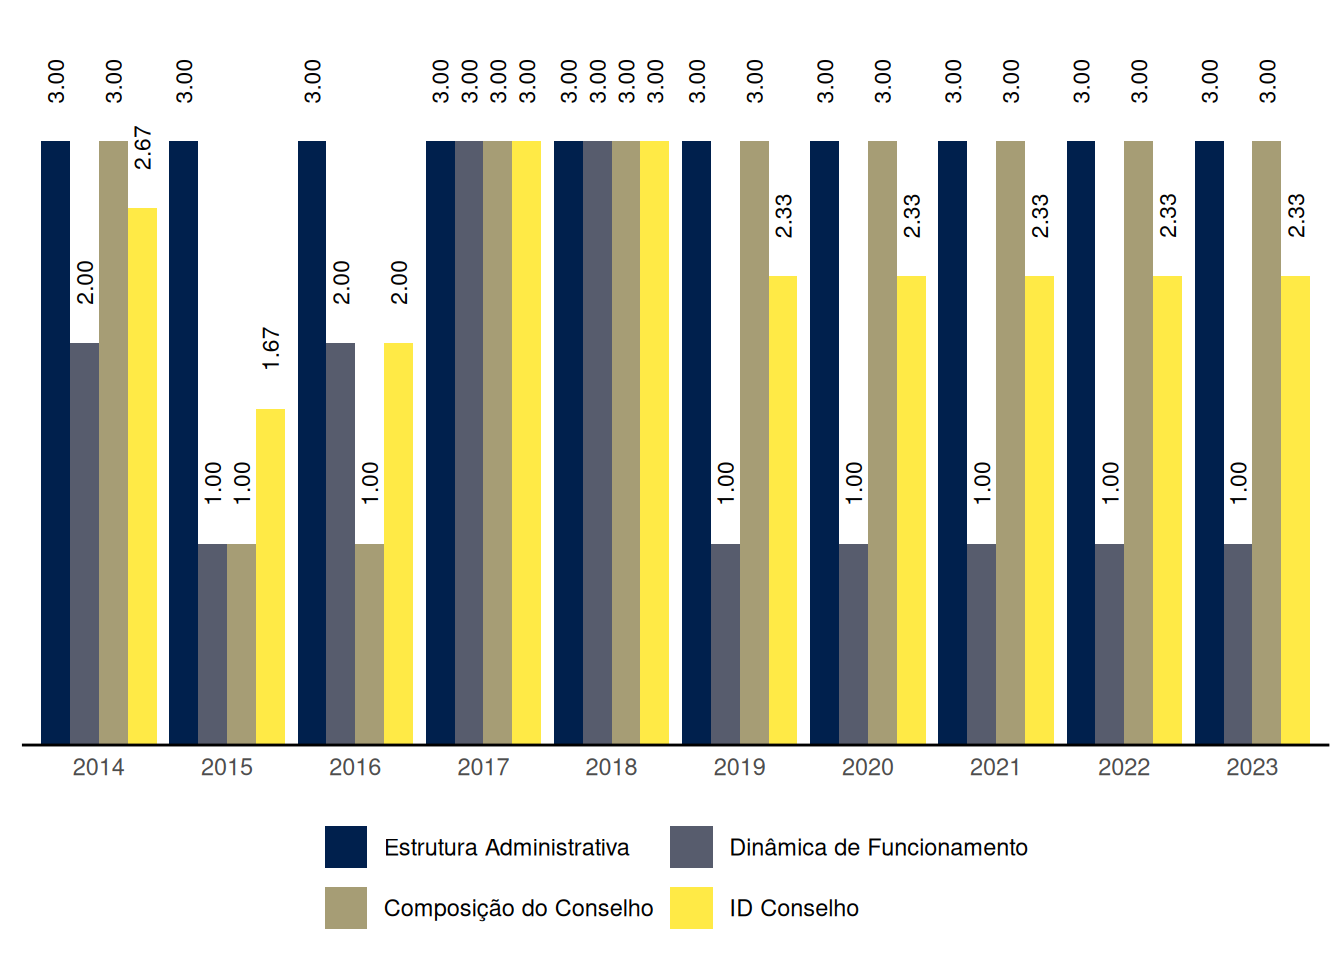 3.00 3.00 3.00 3.00 3.00 3.00 3.00 3.00 3.00 3.00 3.00 3.00 3.00 3.00 3.00 3.00 3.00 3.00 3.00 3.00 3.00 3.00
2.67
2.33 2.33 2.33 2.33 2.33
2.00 2.00 2.00
1.67
1.00 1.00 1.00 1.00 1.00 1.00 1.00 1.00
2014 2015 2016 2017 2018 2019 2020 2021 2022 2023
Estrutura Administrativa Dinâmica de Funcionamento
Composição do Conselho ID Conselho